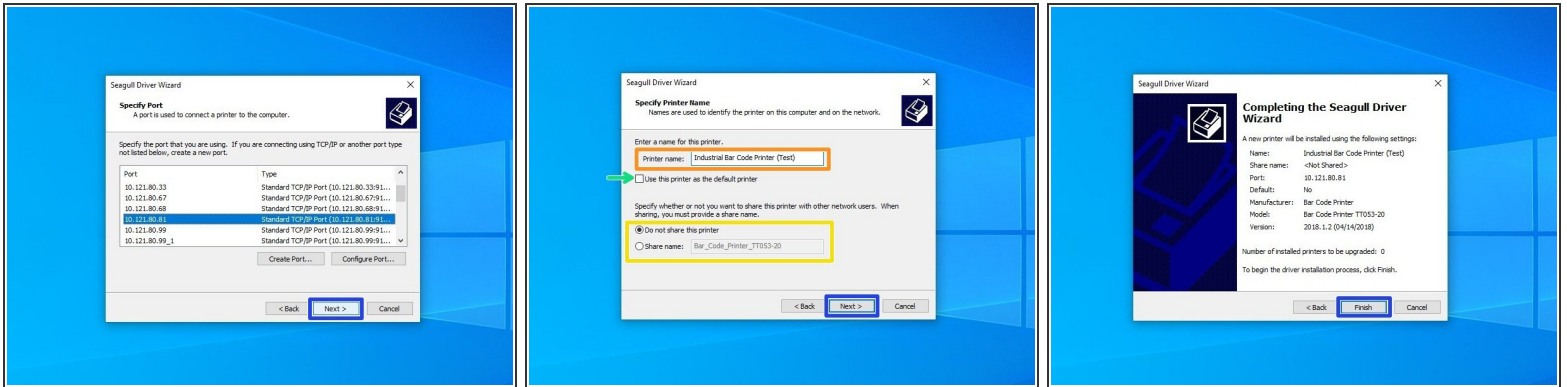 Seagull Driver Wizard
Specify Port
A port is used to connect a printer to the computer.
Specify the port that you are using. If you are connecting using TCP/IP or another port type
not listed below, create a new port.
Port Type
10.121.80.33 Standard TCP/IP Port (10.121.80.33:91...
10.121.80.67 Standard TCP/IP Port (10.121.80.67:91...
10.121.80.68 Standard TCP/IP Port (10.121.80.68:91...
10.121.80.81 Standard TCP/IP Port (10.121.80.81:91...
10.121.80.99 Standard TCP/IP Port (10.121.80.99:91...
10.121.80.99_1 Standard TCP/IP Port (10.121.80.99:91...
Create Port... Configure Port...
< Back Next > Cancel
Seagull Driver Wizard
Specify Printer Name
Names are used to identify the printer on this computer and on the network.
Enter a name for this printer.
Printer name: Industrial Bar Code Printer (Test)
Use this printer as the default printer
Specify whether or not you want to share this printer with other network users. When
sharing, you must provide a share name.
Do not share this printer
Share name: Bar_Code_Printer_TT053-20
< Back Next > Cancel
Seagull Driver Wizard
Completing the Seagull Driver
Wizard
A new printer will be installed using the following settings:
Name: Industrial Bar Code Printer (Test)
Share name: <Not Shared>
Port: 10.121.80.81
Default: No
Manufacturer: Bar Code Printer
Model: Bar Code Printer TT053-20
Version: 2018.1.2 (04/14/2018)
Number of installed printers to be upgraded: 0
To begin the driver installation process, click Finish.
< Back Finish Cancel